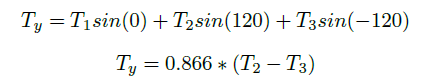 T_y = T_1 sin(0) + T_2 sin(120) + T_3 sin(−120)
T_y = 0.866 * (T_2 − T_3)